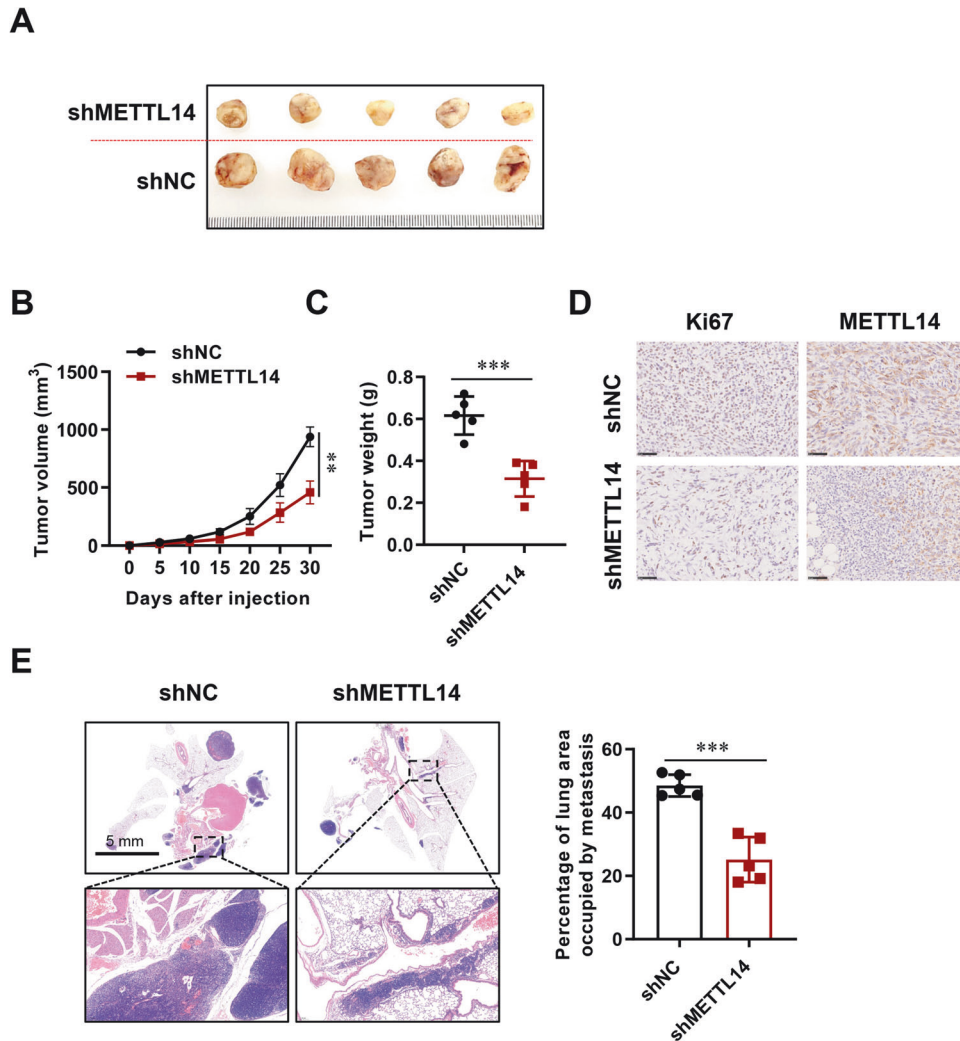 A
shMETTL14
shNC
B
shNC
shMETTL14
Tumor volume (mm³)
1500
1000
500
0
0 5 10 15 20 25 30
Days after injection
**
C
***
Tumor weight (g)
0.8
0.6
0.4
0.2
0.0
shNC
shMETTL14
D
Ki67 METTL14
shNC
shMETTL14
E
shNC shMETTL14
5 mm
Percentage of lung area
occupied by metastasis
60
40
20
0
***
shNC
shMETTL14